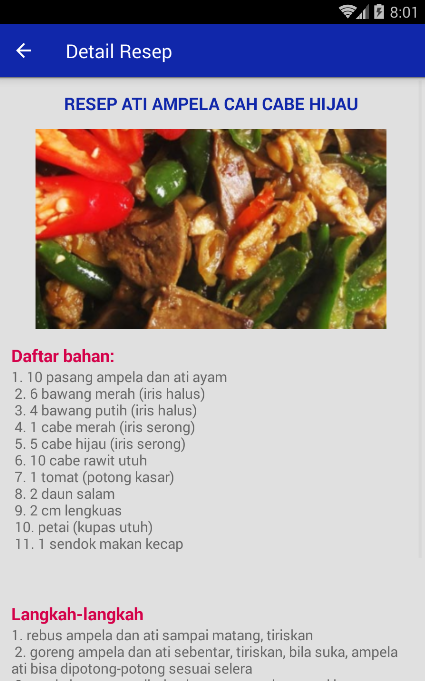 8:01
Detail Resep
RESEP ATI AMPELA CAH CABE HIJAU
Daftar bahan:
1. 10 pasang ampela dan ati ayam
2. 6 bawang merah (iris halus)
3. 4 bawang putih (iris halus)
4. 1 cabe merah (iris serong)
5. 5 cabe hijau (iris serong)
6. 10 cabe rawit utuh
7. 1 tomat (potong kasar)
8. 2 daun salam
9. 2 cm lengkuas
10. petai (kupas utuh)
11. 1 sendok makan kecap
Langkah-langkah
1. rebus ampela dan ati sampai matang, tiriskan
2. goreng ampela dan ati sebentar, tiriskan, bila suka, ampela
ati bisa dipotong-potong sesuai selera